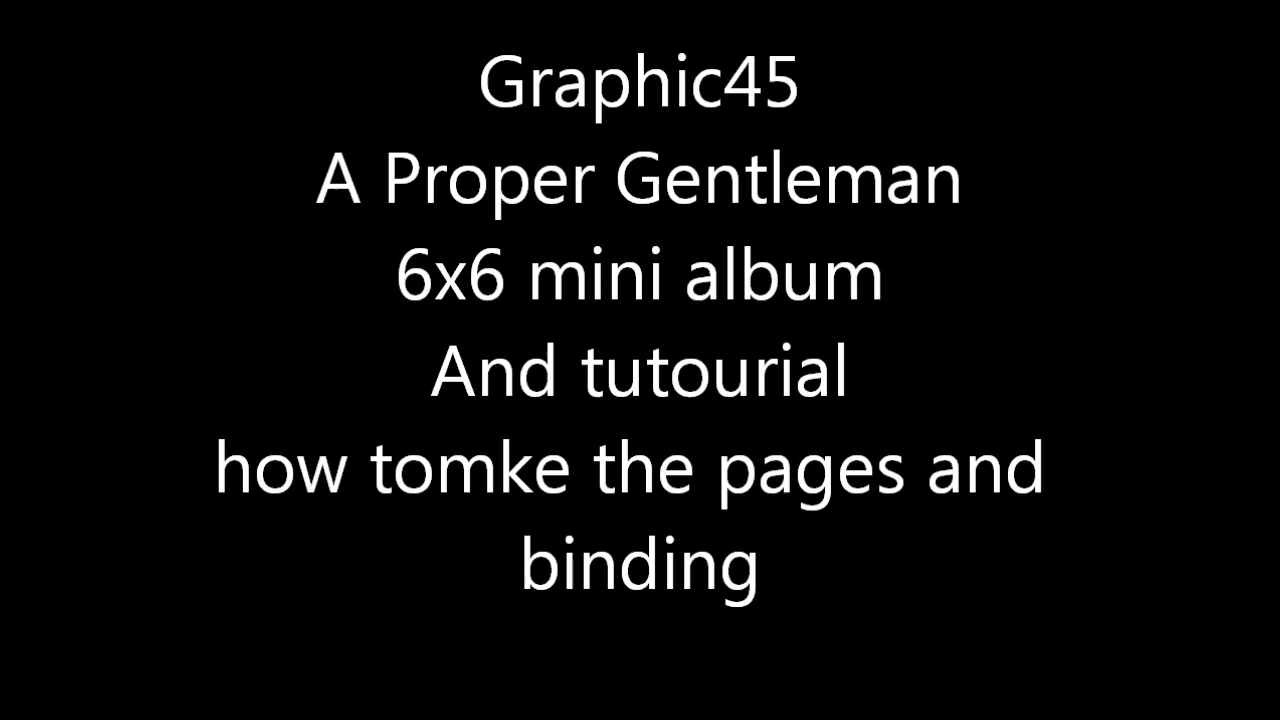 Graphic45
A Proper Gentleman
6x6 mini album
And tutourial
how tomke the pages and
binding